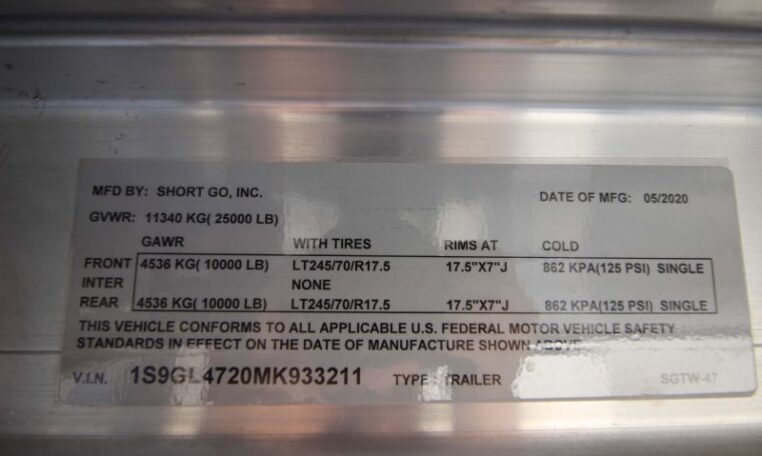 MFD BY: SHORT GO, INC. DATE OF MFG: 05/2020
GVWR: 11340 KG( 25000 LB)
GAWR WITH TIRES RIMS AT COLD
FRONT 4536 KG( 10000 LB) LT245/70/R17.5 17.5"X7"J 862 KPA(125 PSI) SINGLE
INTER NONE
REAR 4536 KG( 10000 LB) LT245/70/R17.5 17.5"X7"J 862 KPA(125 PSI) SINGLE
THIS VEHICLE CONFORMS TO ALL APPLICABLE U.S. FEDERAL MOTOR VEHICLE SAFETY
STANDARDS IN EFFECT ON THE DATE OF MANUFACTURE SHOWN ABOVE
V.I.N. 1S9GL4720MK933211 TYPE : TRAILER SGTW-47